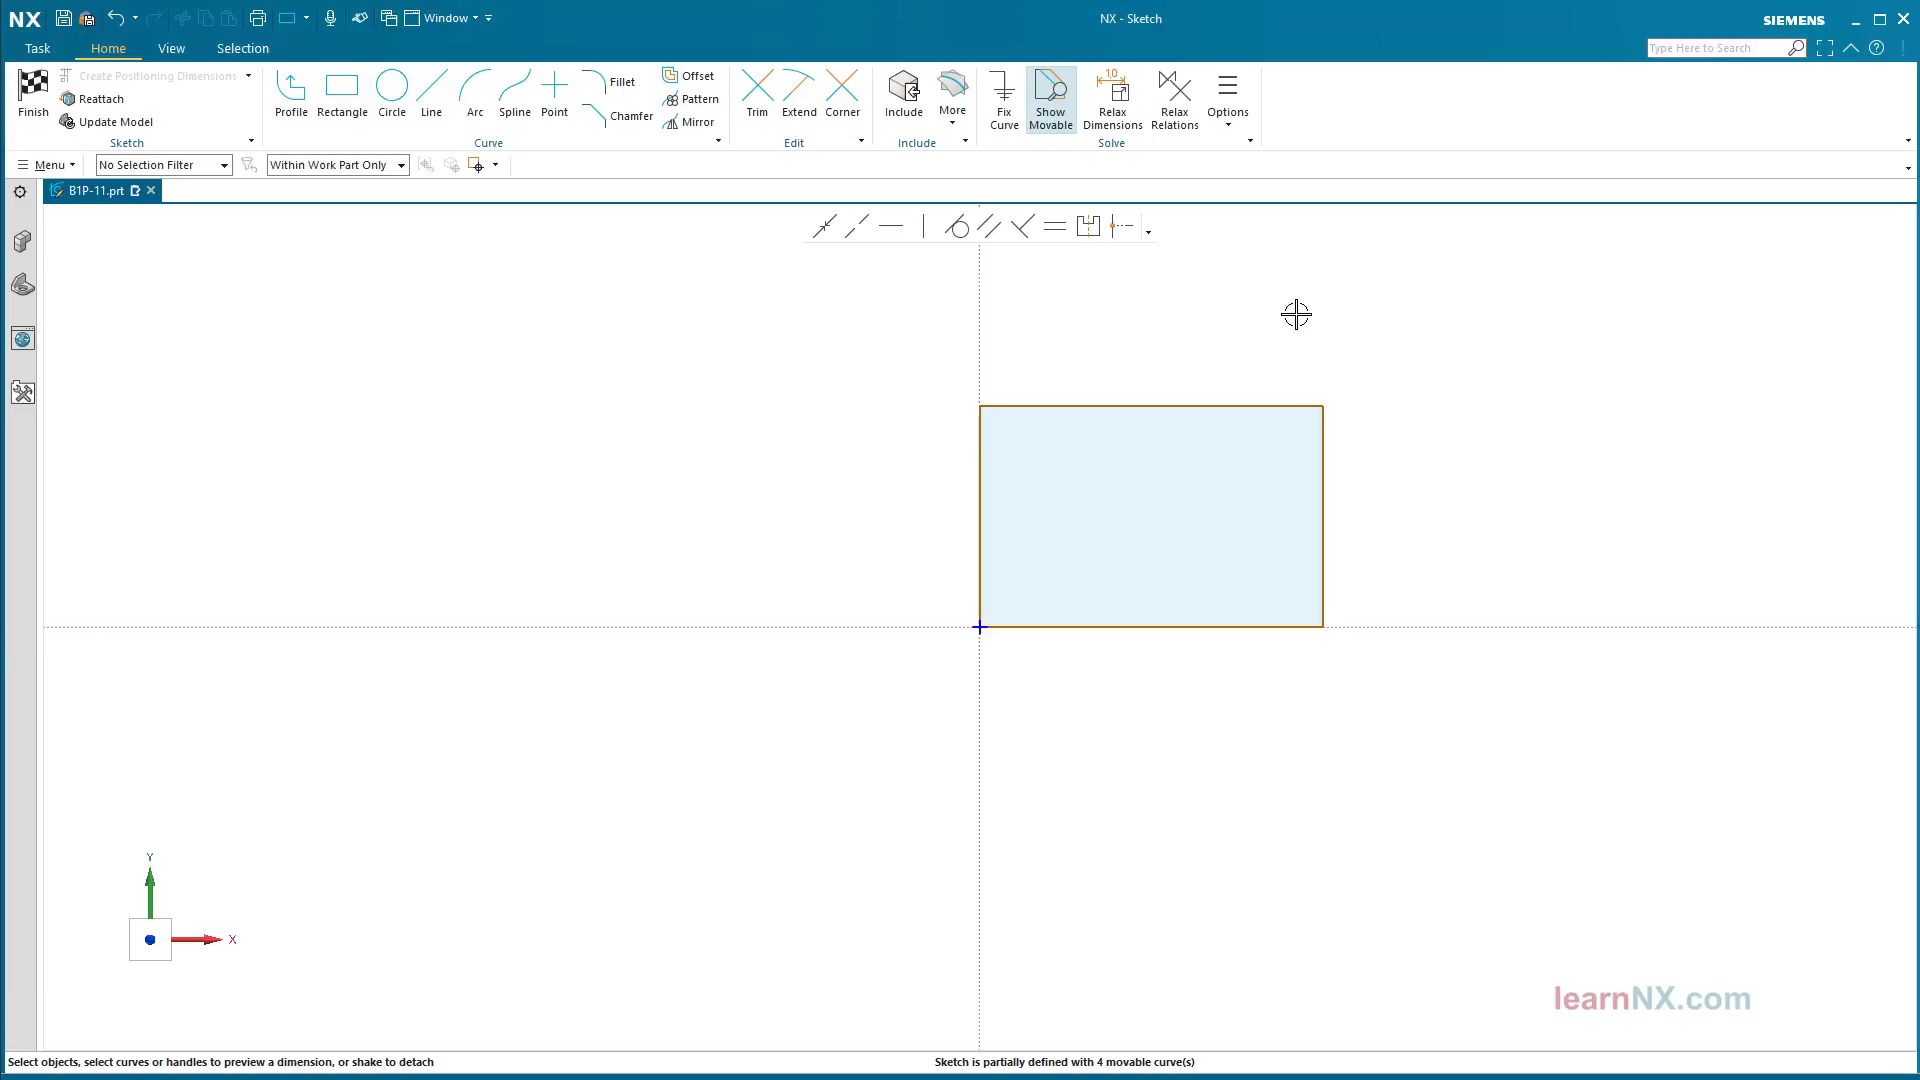 NX
Window
NX - Sketch
SIEMENS
Task
Home
View
Selection
Type Here to Search
Finish
Create Positioning Dimensions
Reattach
Update Model
Sketch
Profile
Rectangle
Circle
Line
Arc
Spline
Point
Fillet
Chamfer
Offset
Pattern
Mirror
Curve
Trim
Extend
Corner
Edit
Include
More
Include
Fix
Curve
Show
Movable
1,0
Relax
Dimensions
Relax
Relations
Options
Solve
Menu
No Selection Filter
Within Work Part Only
B1P-11.prt
Y
X
learnNX.com
Select objects, select curves or handles to preview a dimension, or shake to detach
Sketch is partially defined with 4 movable curve(s)